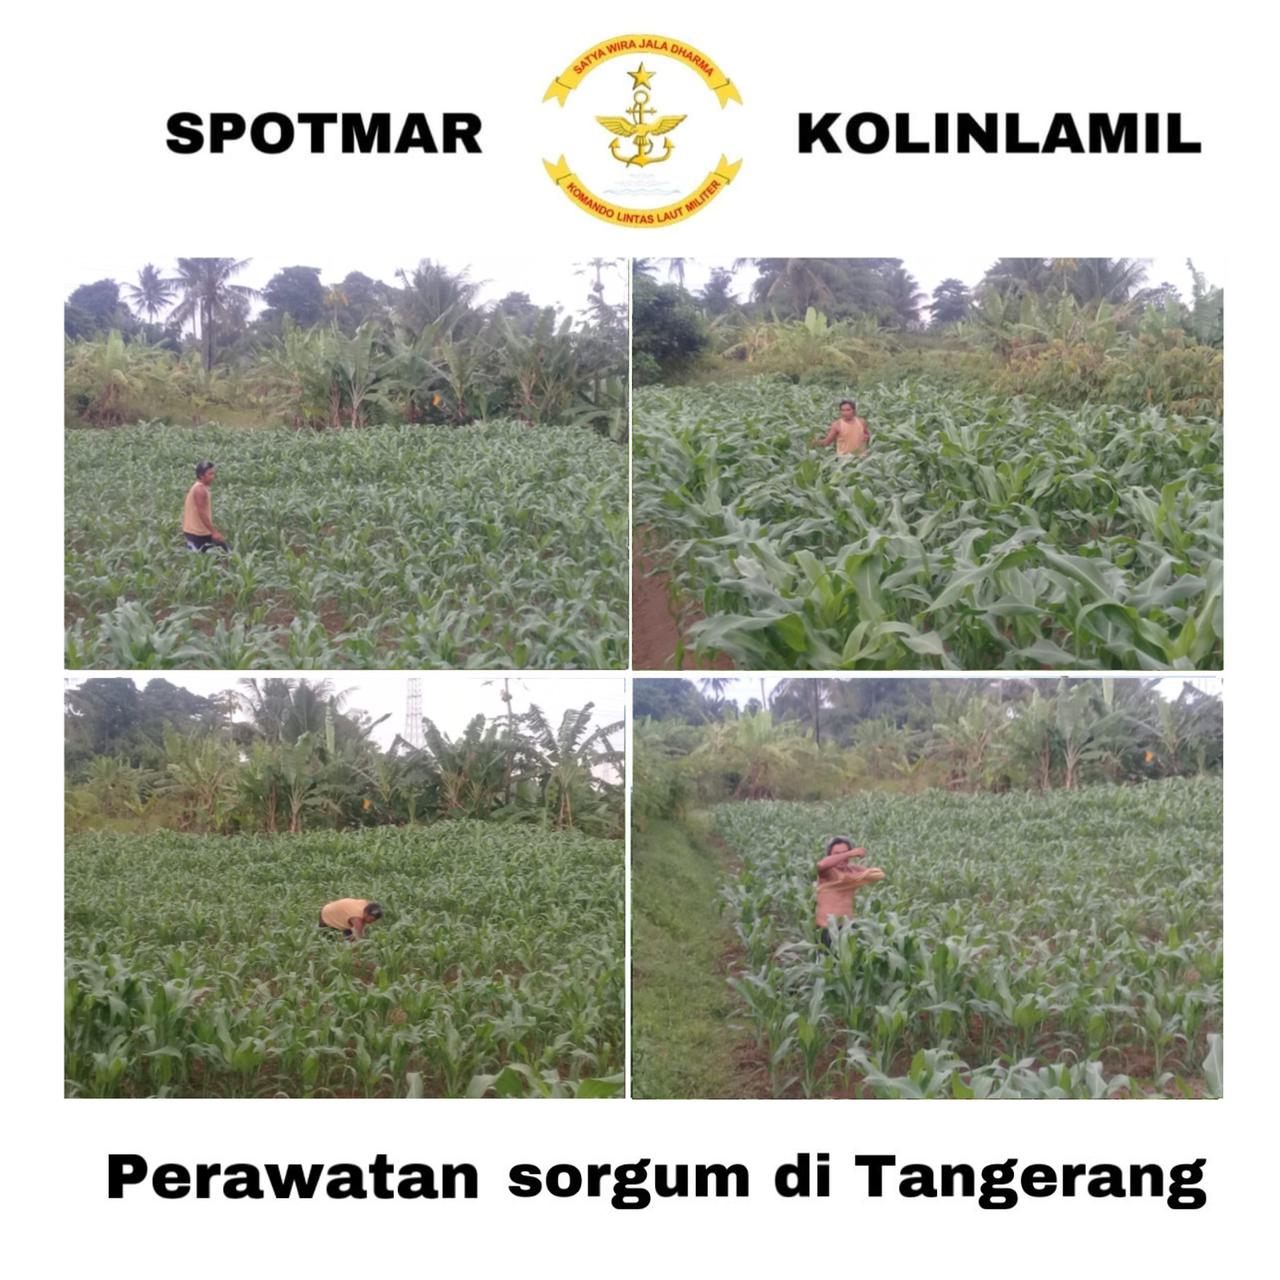 SPOTMAR
SATYA WIRA JALA DHARMA
KOMANDO LINTAS LAUT MILITER
KOLINLAMIL
Perawatan sorgum di Tangerang